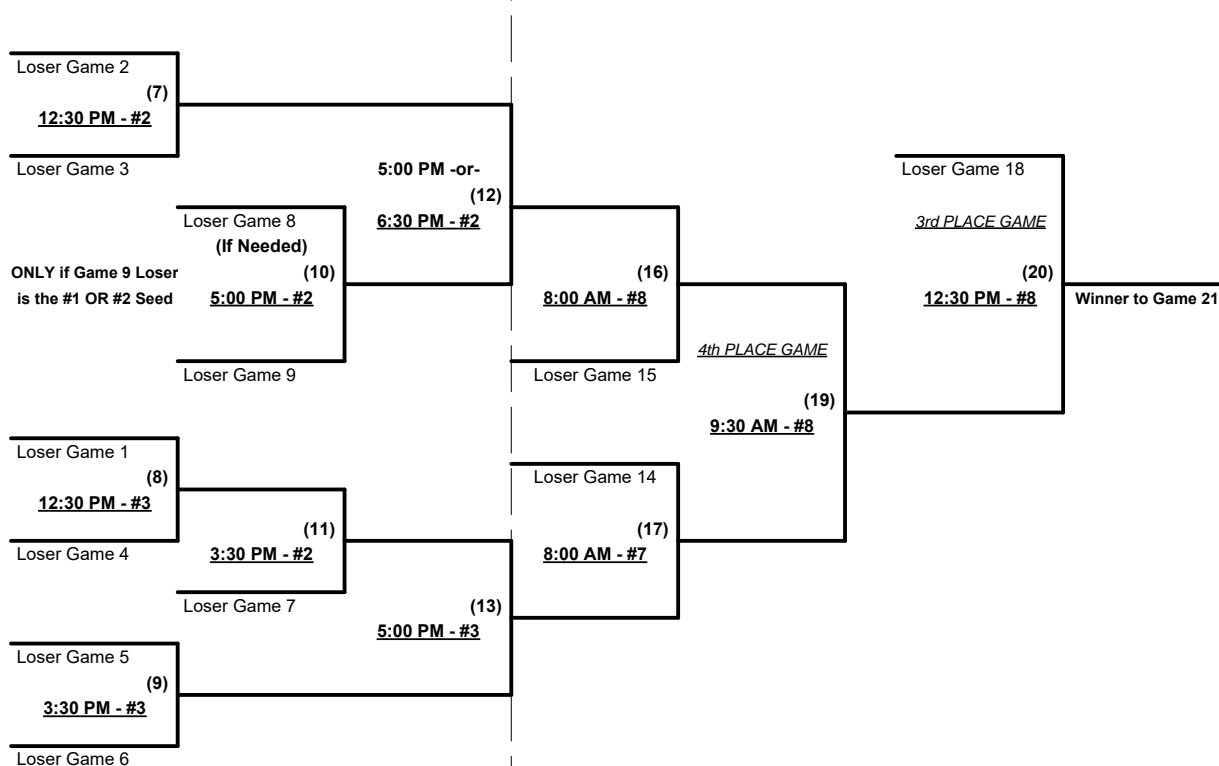 Loser Game 2
(7)
12:30 PM - #2
Loser Game 3
5:00 PM -or-
(12)
6:30 PM - #2
Loser Game 8
(If Needed)
ONLY if Game 9 Loser
is the #1 OR #2 Seed
(10)
5:00 PM - #2
Loser Game 9
(16)
8:00 AM - #8
Loser Game 15
Loser Game 18
3rd PLACE GAME
(20)
12:30 PM - #8
Winner to Game 21
4th PLACE GAME
(19)
9:30 AM - #8
Loser Game 1
(8)
12:30 PM - #3
Loser Game 4
(11)
3:30 PM - #2
Loser Game 7
Loser Game 14
(17)
8:00 AM - #7
(13)
5:00 PM - #3
Loser Game 5
(9)
3:30 PM - #3
Loser Game 6